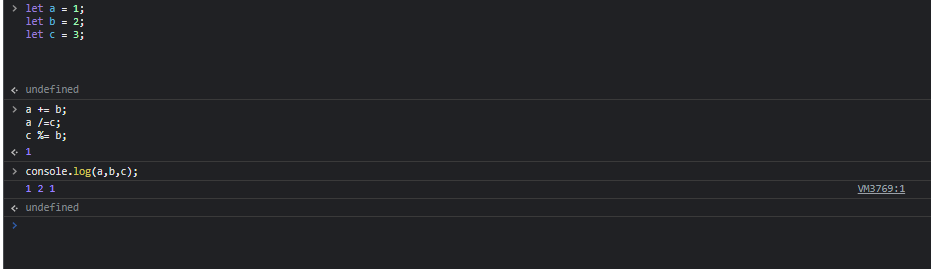 let a = 1;
let b = 2;
let c = 3;
undefined
a += b;
a /=c;
c %= b;
1
console.log(a,b,c);
1 2 1 VM3769:1
undefined